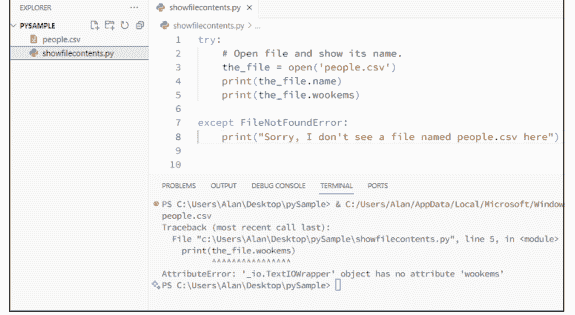 EXPLORER
PYSAMPLE
people.csv
showfilecontents.py
showfilecontents.py ×
showfilecontents.py > ...
1 try:
2 # Open file and show its name.
3 the_file = open('people.csv')
4 print(the_file.name)
5 print(the_file.wookems)
6
7 except FileNotFoundError:
8 print("Sorry, I don't see a file named people.csv here")
9
10
PROBLEMS OUTPUT DEBUG CONSOLE TERMINAL PORTS
PS C:\Users\Alan\Desktop\pySample> & C:/Users/Alan/AppData/Local/Microsoft/Window
people.csv
Traceback (most recent call last):
File "c:\Users\Alan\Desktop\pySample\showfilecontents.py", line 5, in <module>
print(the_file.wookems)
^^^^^^^^^^^^^^^^
AttributeError: '_io.TextIOWrapper' object has no attribute 'wookems'
PS C:\Users\Alan\Desktop\pySample>